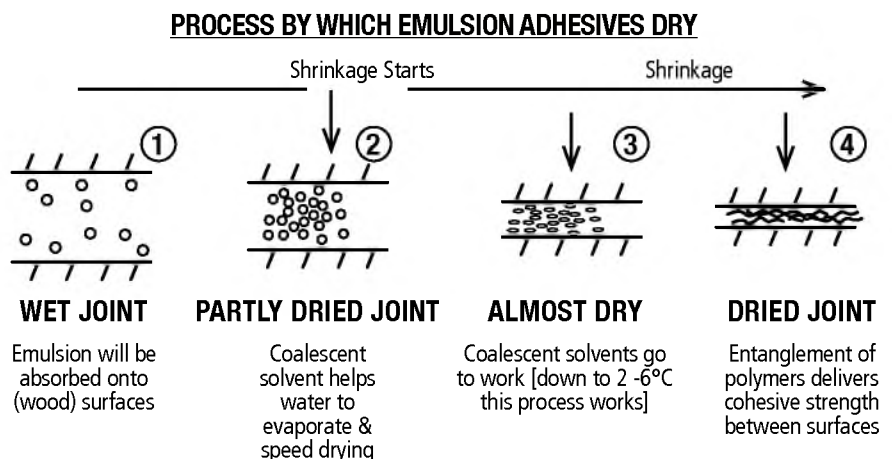 PROCESS BY WHICH EMULSION ADHESIVES DRY
Shrinkage Starts
Shrinkage
1
2
3
4
WET JOINT
Emulsion will be
absorbed onto
(wood) surfaces
PARTLY DRIED JOINT
Coalescent
solvent helps
water to
evaporate &
speed drying
ALMOST DRY
Coalescent solvents go
to work [down to 2 -6°C
this process works]
DRIED JOINT
Entanglement of
polymers delivers
cohesive strength
between surfaces